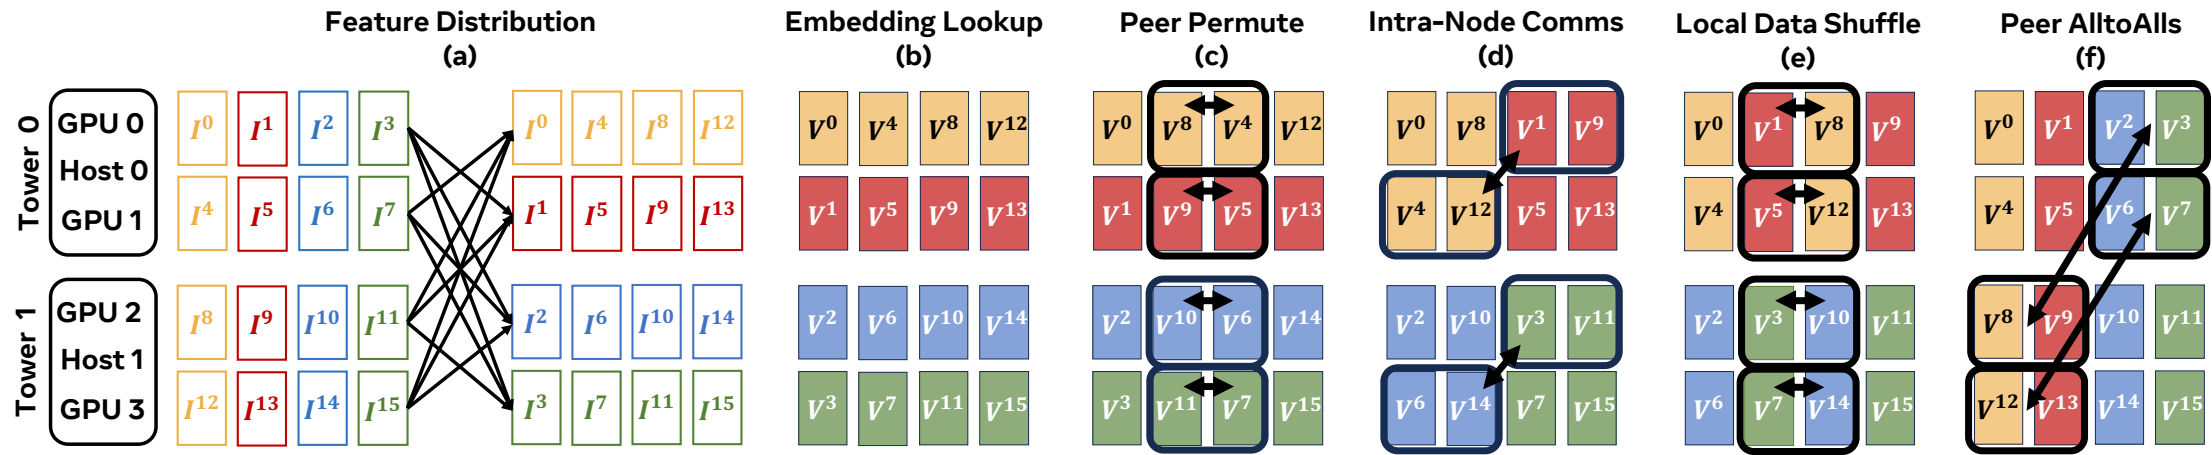 Feature Distribution
(a)
Embedding Lookup
(b)
Peer Permute
(c)
Intra-Node Comms
(d)
Local Data Shuffle
(e)
Peer AlltoAlls
(f)
Tower 0
GPU 0
Host 0
GPU 1
Tower 1
GPU 2
Host 1
GPU 3
I⁰ I¹ I² I³
I⁴ I⁵ I⁶ I⁷
I⁸ I⁹ I¹⁰ I¹¹
I¹² I¹³ I¹⁴ I¹⁵
I⁰ I⁴ I⁸ I¹²
I¹ I⁵ I⁹ I¹³
I² I⁶ I¹⁰ I¹⁴
I³ I⁷ I¹¹ I¹⁵
V⁰ V⁴ V⁸ V¹²
V¹ V⁵ V⁹ V¹³
V² V⁶ V¹⁰ V¹⁴
V³ V⁷ V¹¹ V¹⁵
V⁰ V⁸ V⁴ V¹²
V¹ V⁹ V⁵ V¹³
V² V¹⁰ V⁶ V¹⁴
V³ V¹¹ V⁷ V¹⁵
V⁰ V⁸ V¹ V⁹
V⁴ V¹² V⁵ V¹³
V² V¹⁰ V³ V¹¹
V⁶ V¹⁴ V⁷ V¹⁵
V⁰ V¹ V⁸ V⁹
V⁴ V⁵ V¹² V¹³
V² V³ V¹⁰ V¹¹
V⁶ V⁷ V¹⁴ V¹⁵
V⁰ V¹ V² V³
V⁴ V⁵ V⁶ V⁷
V⁸ V⁹ V¹⁰ V¹¹
V¹² V¹³ V¹⁴ V¹⁵